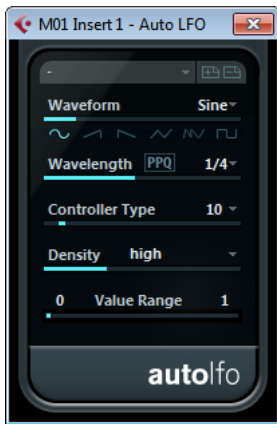 M01 Insert 1 - Auto LFO
-
Waveform Sine
Wavelength PPQ 1/4
Controller Type 10
Density high
0 Value Range 1
autolfo